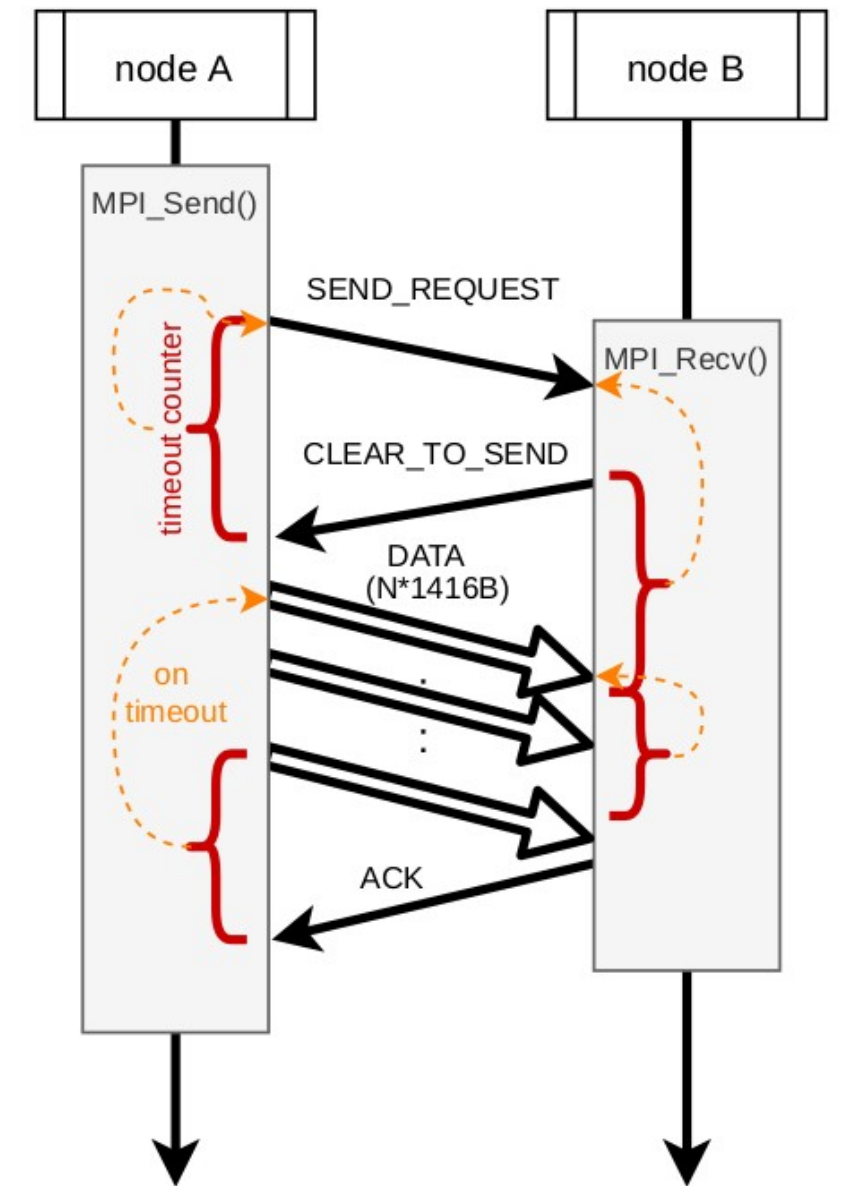 node A
node B
MPI_Send()
SEND_REQUEST
MPI_Recv()
timeout counter
CLEAR_TO_SEND
DATA
(N*1416B)
on
timeout
.
:
ACK